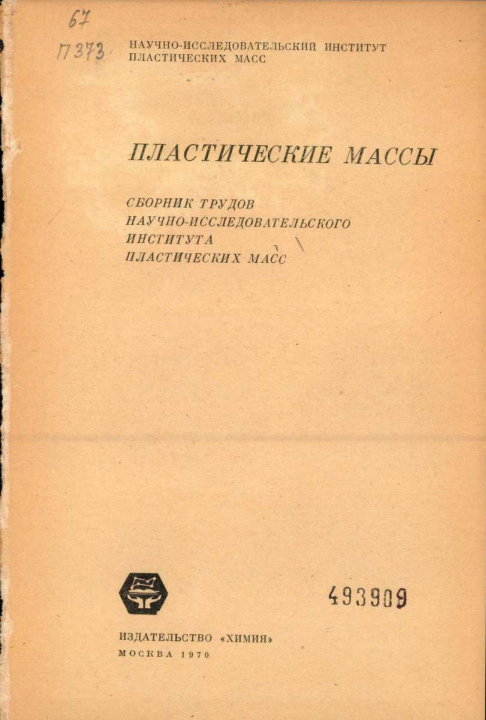 67
П373
НАУЧНО-ИССЛЕДОВАТЕЛЬСКИЙ ИНСТИТУТ
ПЛАСТИЧЕСКИХ МАСС
ПЛАСТИЧЕСКИЕ МАССЫ
СБОРНИК ТРУДОВ
НАУЧНО-ИССЛЕДОВАТЕЛЬСКОГО
ИНСТИТУТА
ПЛАСТИЧЕСКИХ МАСС
493909
ИЗДАТЕЛЬСТВО «ХИМИЯ»
МОСКВА 1970